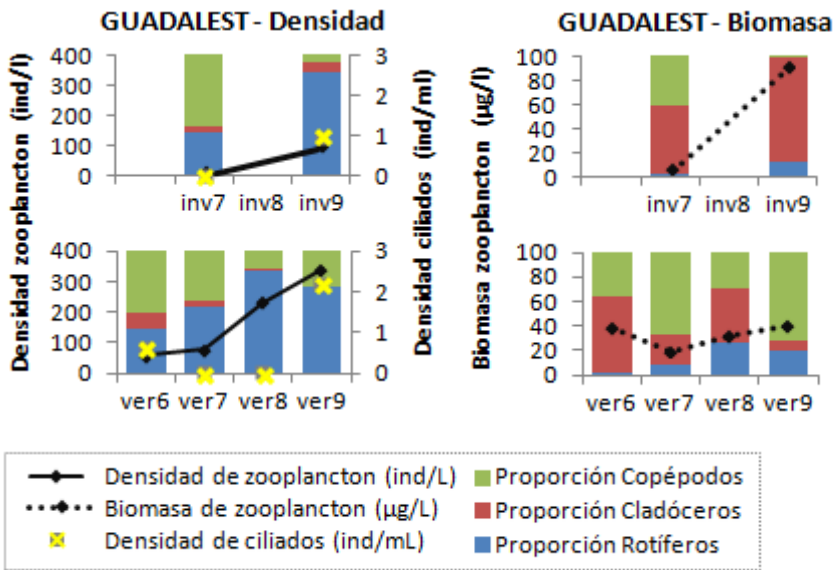 GUADALEST - Densidad
GUADALEST - Biomasa
Densidad zooplancton (ind/l)
400
300
200
100
0
3
2
1
0
inv7 inv8 inv9
400
300
200
100
0
3
2
1
0
ver6 ver7 ver8 ver9
Densidad ciliados (ind/ml)
Biomasa zooplancton (µg/l)
100
80
60
40
20
0
inv7 inv8 inv9
100
80
60
40
20
0
ver6 ver7 ver8 ver9
Densidad de zooplancton (ind/L)
Biomasa de zooplancton (µg/L)
Densidad de ciliados (ind/mL)
Proporción Copépodos
Proporción Cladóceros
Proporción Rotíferos